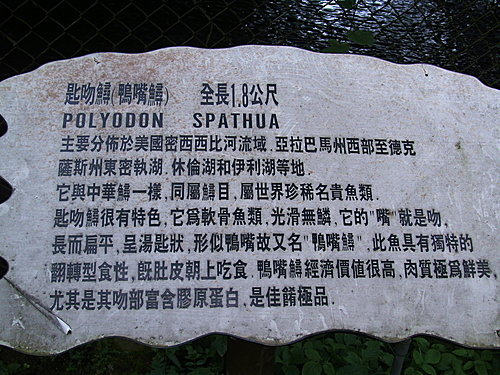 匙吻鱘(鴨嘴鱘) 全長1.8公尺
POLYODON SPATHUA
主要分佈於美國密西西比河流域．亞拉巴馬州西部至德克
薩斯州東密執湖．休倫湖和伊利湖等地．
它與中華鱘一樣，同屬鱘目，屬世界珍稀名貴魚類．
匙吻鱘很有特色，它爲軟骨魚類，光滑無鱗，它的"嘴"就是吻，
長而扁平，呈湯匙狀，形似鴨嘴故又名"鴨嘴鱘"．此魚具有獨特的
翻轉型食性，旣肚皮朝上吃食．鴨嘴鱘經濟價值很高，肉質極爲鮮美，
尤其是其吻部富含膠原蛋白，是佳餚極品．